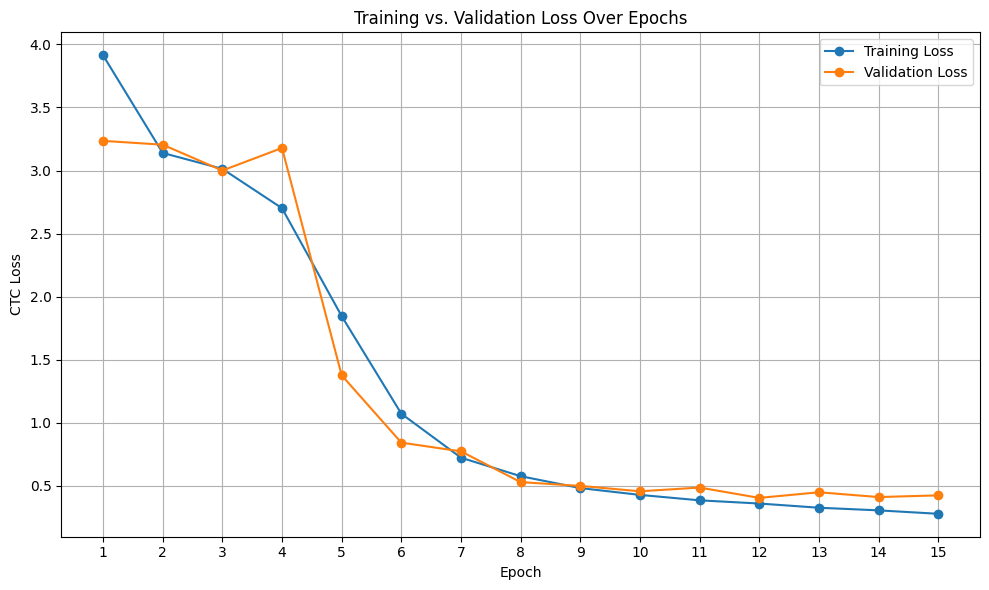 Training vs. Validation Loss Over Epochs
Training Loss
Validation Loss
CTC Loss
4.0
3.5
3.0
2.5
2.0
1.5
1.0
0.5
1 2 3 4 5 6 7 8 9 10 11 12 13 14 15
Epoch